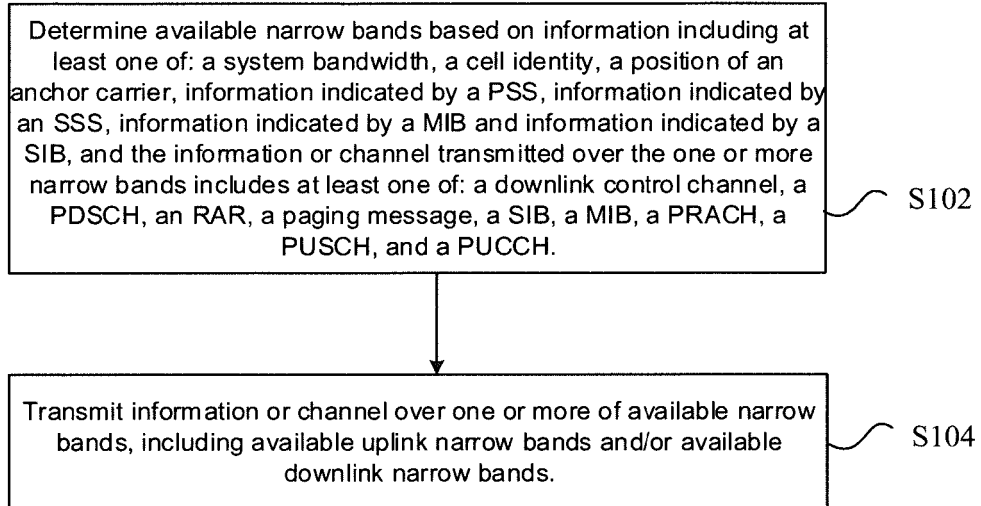 Determine available narrow bands based on information including at
least one of: a system bandwidth, a cell identity, a position of an
anchor carrier, information indicated by a PSS, information indicated by
an SSS, information indicated by a MIB and information indicated by a
SIB, and the information or channel transmitted over the one or more
narrow bands includes at least one of: a downlink control channel, a
PDSCH, an RAR, a paging message, a SIB, a MIB, a PRACH, a
PUSCH, and a PUCCH.
S102
Transmit information or channel over one or more of available narrow
bands, including available uplink narrow bands and/or available
downlink narrow bands.
S104